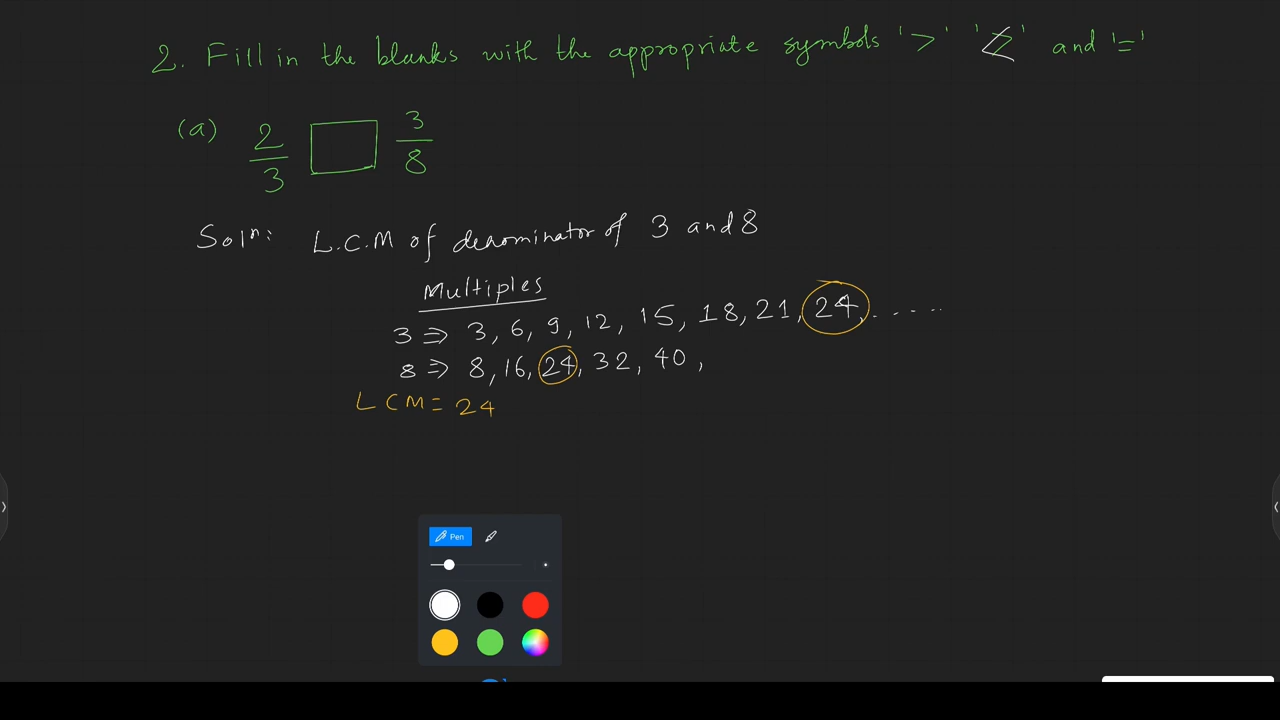 2. Fill in the blanks with the appropriate symbols '>' '<' and '='
(a) 2/3 □ 3/8
Solⁿ: L.C.M of denominator of 3 and 8
Multiples
3 ⇒ 3, 6, 9, 12, 15, 18, 21, 24, .....
8 ⇒ 8, 16, 24, 32, 40,
LCM = 24
Pen